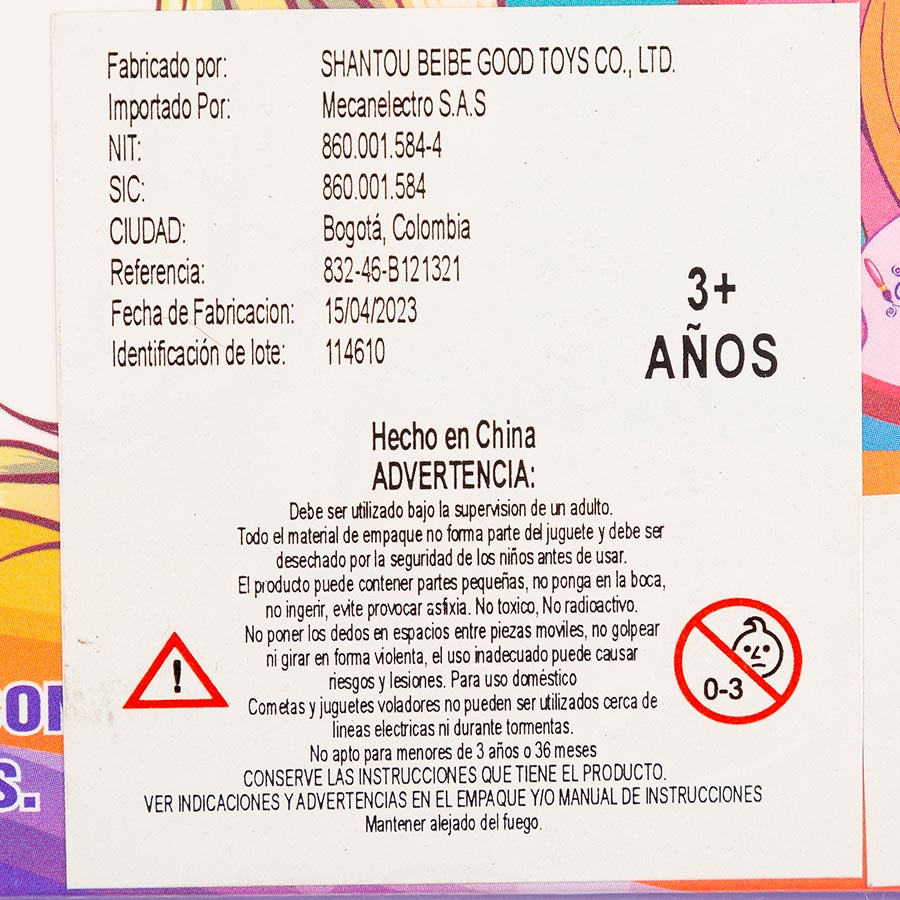 Fabricado por: SHANTOU BEIBE GOOD TOYS CO., LTD.
Importado Por: Mecanelectro S.A.S
NIT: 860.001.584-4
SIC: 860.001.584
CIUDAD: Bogotá, Colombia
Referencia: 832-46-B121321
Fecha de Fabricacion: 15/04/2023
Identificación de lote: 114610
3+
AÑOS
Hecho en China
ADVERTENCIA:
Debe ser utilizado bajo la supervision de un adulto.
Todo el material de empaque no forma parte del juguete y debe ser
desechado por la seguridad de los niños antes de usar.
El producto puede contener partes pequeñas, no ponga en la boca,
no ingerir, evite provocar asfixia. No toxico, No radioactivo.
No poner los dedos en espacios entre piezas moviles, no golpear
ni girar en forma violenta, el uso inadecuado puede causar
riesgos y lesiones. Para uso doméstico
Cometas y juguetes voladores no pueden ser utilizados cerca de
lineas electricas ni durante tormentas.
No apto para menores de 3 años o 36 meses
CONSERVE LAS INSTRUCCIONES QUE TIENE EL PRODUCTO.
VER INDICACIONES Y ADVERTENCIAS EN EL EMPAQUE Y/O MANUAL DE INSTRUCCIONES
Mantener alejado del fuego.
!
0-3